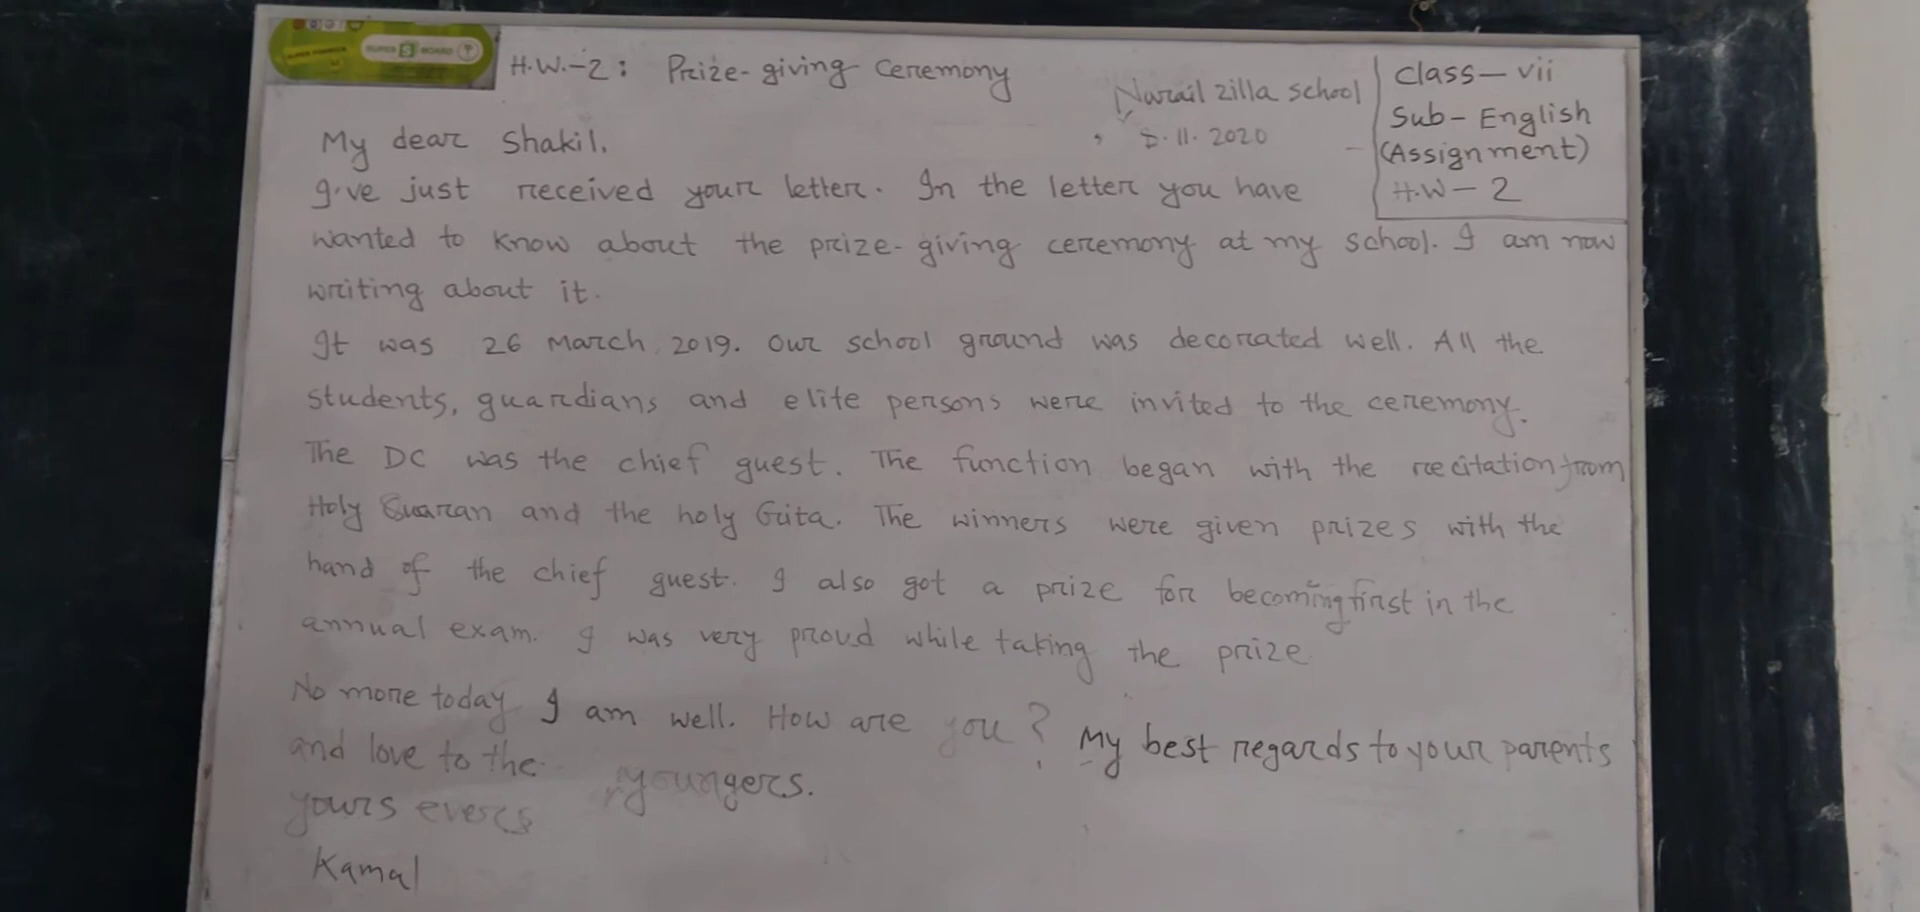 SUPER S BOARD
H.W.-2: Prize-giving Ceremony
Narail zilla school
8.11.2020
Class-vii
Sub-English
(Assignment)
H.W-2
My dear Shakil,
I've just received your letter. In the letter you have
wanted to know about the prize-giving ceremony at my school. I am now
writing about it.
It was 26 March, 2019. Our school ground was decorated well. All the
students, guardians and elite persons were invited to the ceremony.
The DC was the chief guest. The function began with the recitation from
Holy Quaran and the holy Gita. The winners were given prizes with the
hand of the chief guest. I also got a prize for becoming first in the
annual exam. I was very proud while taking the prize.
No more today I am well. How are you? My best regards to your parents
and love to the youngers.
yours evers
Kamal